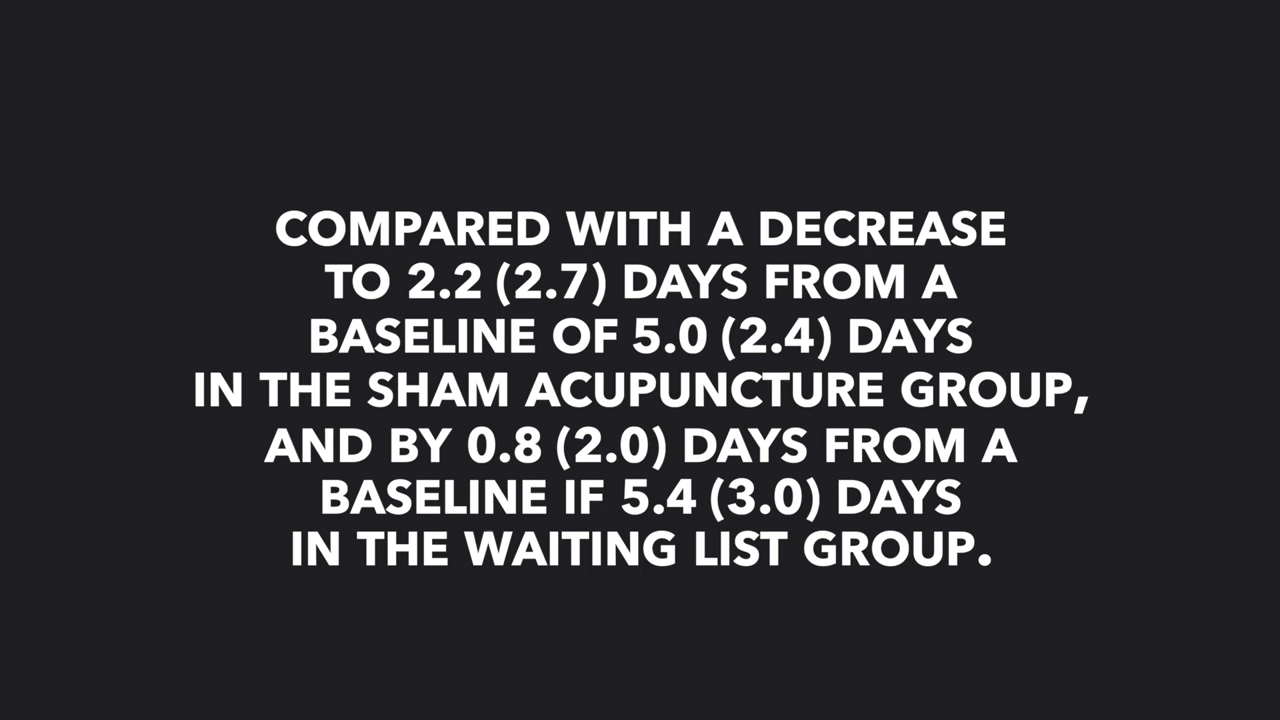 COMPARED WITH A DECREASE
TO 2.2 (2.7) DAYS FROM A
BASELINE OF 5.0 (2.4) DAYS
IN THE SHAM ACUPUNCTURE GROUP,
AND BY 0.8 (2.0) DAYS FROM A
BASELINE IF 5.4 (3.0) DAYS
IN THE WAITING LIST GROUP.